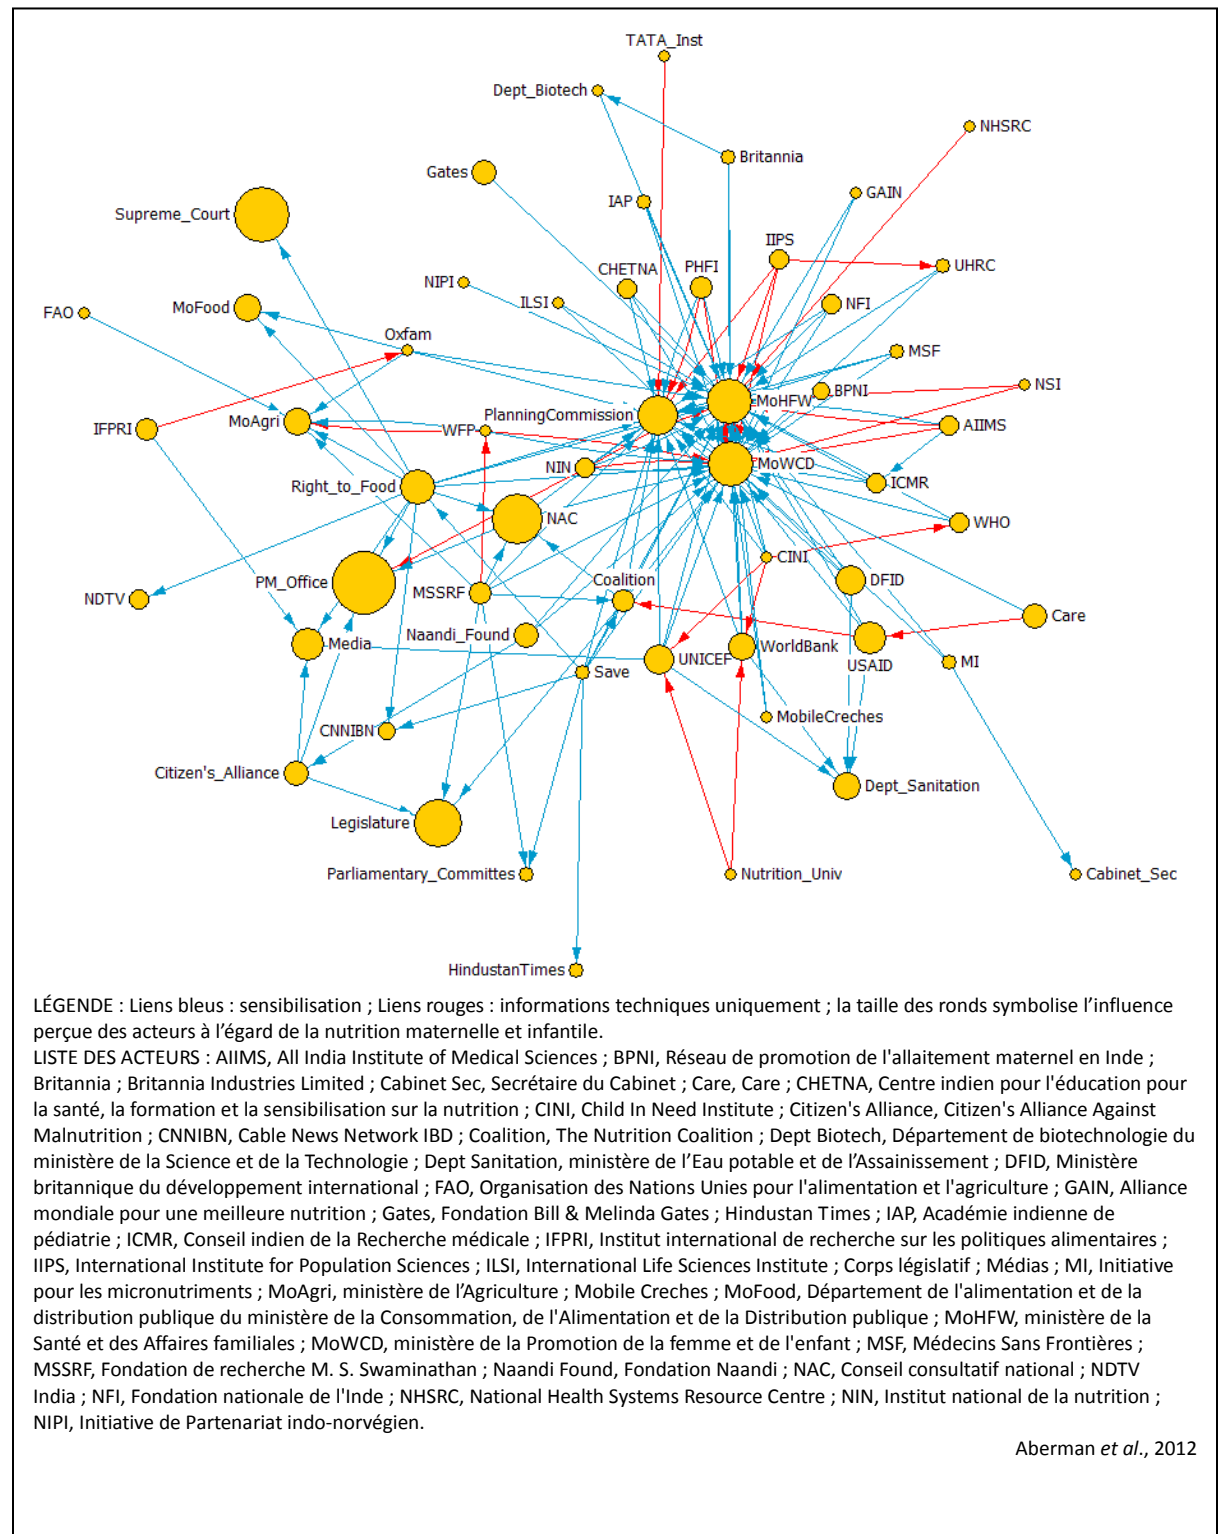 TATA_Inst
Dept_Biotech
NHSRC
Britannia
Gates
IAP
GAIN
Supreme_Court
IIPS
CHETNA
PHFI
UHRC
NIPI
ILSI
NFI
FAO
MoFood
Oxfam
MSF
BPNI
NSI
MoHFW
PlanningCommission
IFPRI
MoAgri
WFP
AIIMS
NIN
MoWCD
Right_to_Food
ICMR
NAC
WHO
CINI
PM_Office
MSSRF
Coalition
DFID
NDTV
Care
Media
Naandi_Found
UNICEF
WorldBank
USAID
MI
Save
MobileCreches
CNNIBN
Citizen's_Alliance
Dept_Sanitation
Legislature
Parliamentary_Committes
Nutrition_Univ
Cabinet_Sec
HindustanTimes
LÉGENDE : Liens bleus : sensibilisation ; Liens rouges : informations techniques uniquement ; la taille des ronds symbolise l’influence
perçue des acteurs à l’égard de la nutrition maternelle et infantile.
LISTE DES ACTEURS : AIIMS, All India Institute of Medical Sciences ; BPNI, Réseau de promotion de l'allaitement maternel en Inde ;
Britannia ; Britannia Industries Limited ; Cabinet Sec, Secrétaire du Cabinet ; Care, Care ; CHETNA, Centre indien pour l'éducation pour
la santé, la formation et la sensibilisation sur la nutrition ; CINI, Child In Need Institute ; Citizen's Alliance, Citizen's Alliance Against
Malnutrition ; CNNIBN, Cable News Network IBD ; Coalition, The Nutrition Coalition ; Dept Biotech, Département de biotechnologie du
ministère de la Science et de la Technologie ; Dept Sanitation, ministère de l’Eau potable et de l’Assainissement ; DFID, Ministère
britannique du développement international ; FAO, Organisation des Nations Unies pour l'alimentation et l'agriculture ; GAIN, Alliance
mondiale pour une meilleure nutrition ; Gates, Fondation Bill & Melinda Gates ; Hindustan Times ; IAP, Académie indienne de
pédiatrie ; ICMR, Conseil indien de la Recherche médicale ; IFPRI, Institut international de recherche sur les politiques alimentaires ;
IIPS, International Institute for Population Sciences ; ILSI, International Life Sciences Institute ; Corps législatif ; Médias ; MI, Initiative
pour les micronutriments ; MoAgri, ministère de l’Agriculture ; Mobile Creches ; MoFood, Département de l'alimentation et de la
distribution publique du ministère de la Consommation, de l'Alimentation et de la Distribution publique ; MoHFW, ministère de la
Santé et des Affaires familiales ; MoWCD, ministère de la Promotion de la femme et de l'enfant ; MSF, Médecins Sans Frontières ;
MSSRF, Fondation de recherche M. S. Swaminathan ; Naandi Found, Fondation Naandi ; NAC, Conseil consultatif national ; NDTV
India ; NFI, Fondation nationale de l'Inde ; NHSRC, National Health Systems Resource Centre ; NIN, Institut national de la nutrition ;
NIPI, Initiative de Partenariat indo-norvégien.
Aberman et al., 2012